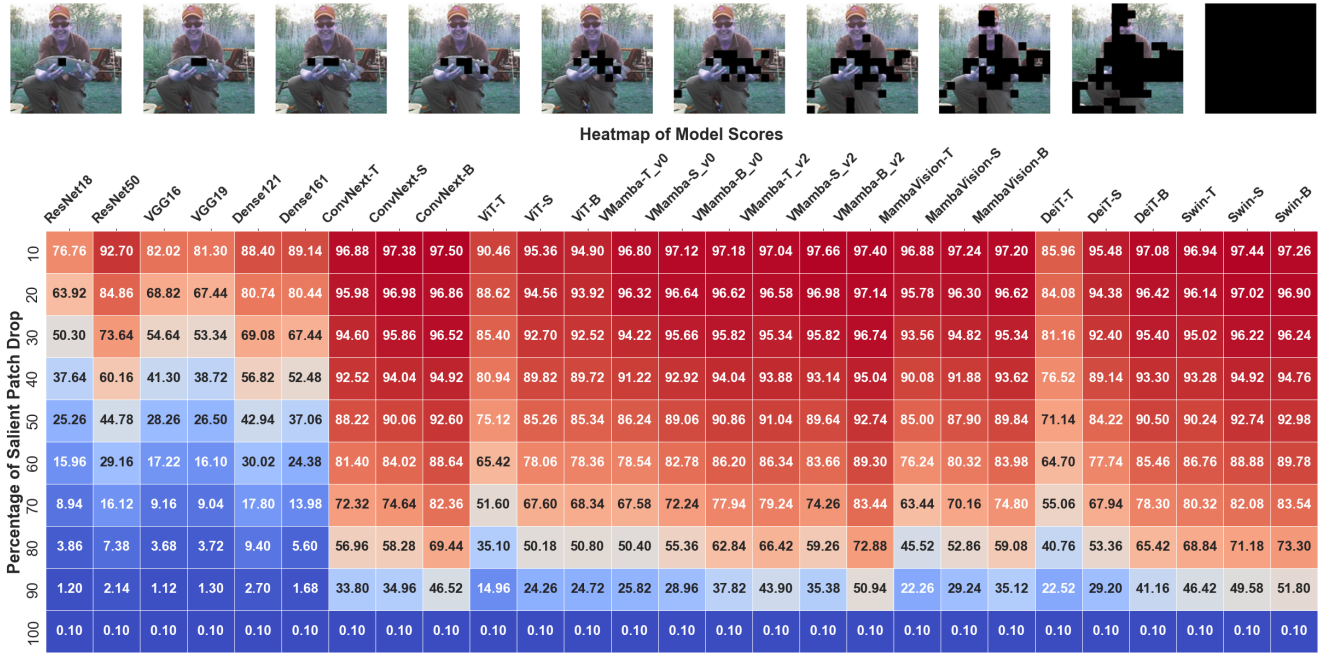 Heatmap of Model Scores
ResNet18 ResNet50 VGG16 VGG19 Dense121 Dense161 ConvNext-T ConvNext-S ConvNext-B ViT-T ViT-S ViT-B VMamba-T_v0 VMamba-S_v0 VMamba-B_v0 VMamba-T_v2 VMamba-S_v2 VMamba-B_v2 MambaVision-T MambaVision-S MambaVision-B DeiT-T DeiT-S DeiT-B Swin-T Swin-S Swin-B
Percentage of Salient Patch Drop
10 76.76 92.70 82.02 81.30 88.40 89.14 96.88 97.38 97.50 90.46 95.36 94.90 96.80 97.12 97.18 97.04 97.66 97.40 96.88 97.24 97.20 85.96 95.48 97.08 96.94 97.44 97.26
20 63.92 84.86 68.82 67.44 80.74 80.44 95.98 96.98 96.86 88.62 94.56 93.92 96.32 96.64 96.62 96.58 96.98 97.14 95.78 96.30 96.62 84.08 94.38 96.42 96.14 97.02 96.90
30 50.30 73.64 54.64 53.34 69.08 67.44 94.60 95.86 96.52 85.40 92.70 92.52 94.22 95.66 95.82 95.34 95.82 96.74 93.56 94.82 95.34 81.16 92.40 95.40 95.02 96.22 96.24
40 37.64 60.16 41.30 38.72 56.82 52.48 92.52 94.04 94.92 80.94 89.82 89.72 91.22 92.92 94.04 93.88 93.14 95.04 90.08 91.88 93.62 76.52 89.14 93.30 93.28 94.92 94.76
50 25.26 44.78 28.26 26.50 42.94 37.06 88.22 90.06 92.60 75.12 85.26 85.34 86.24 89.06 90.86 91.04 89.64 92.74 85.00 87.90 89.84 71.14 84.22 90.50 90.24 92.74 92.98
60 15.96 29.16 17.22 16.10 30.02 24.38 81.40 84.02 88.64 65.42 78.06 78.36 78.54 82.78 86.20 86.34 83.66 89.30 76.24 80.32 83.98 64.70 77.74 85.46 86.76 88.88 89.78
70 8.94 16.12 9.16 9.04 17.80 13.98 72.32 74.64 82.36 51.60 67.60 68.34 67.58 72.24 77.94 79.24 74.26 83.44 63.44 70.16 74.80 55.06 67.94 78.30 80.32 82.08 83.54
80 3.86 7.38 3.68 3.72 9.40 5.60 56.96 58.28 69.44 35.10 50.18 50.80 50.40 55.36 62.84 66.42 59.26 72.88 45.52 52.86 59.08 40.76 53.36 65.42 68.84 71.18 73.30
90 1.20 2.14 1.12 1.30 2.70 1.68 33.80 34.96 46.52 14.96 24.26 24.72 25.82 28.96 37.82 43.90 35.38 50.94 22.26 29.24 35.12 22.52 29.20 41.16 46.42 49.58 51.80
100 0.10 0.10 0.10 0.10 0.10 0.10 0.10 0.10 0.10 0.10 0.10 0.10 0.10 0.10 0.10 0.10 0.10 0.10 0.10 0.10 0.10 0.10 0.10 0.10 0.10 0.10 0.10